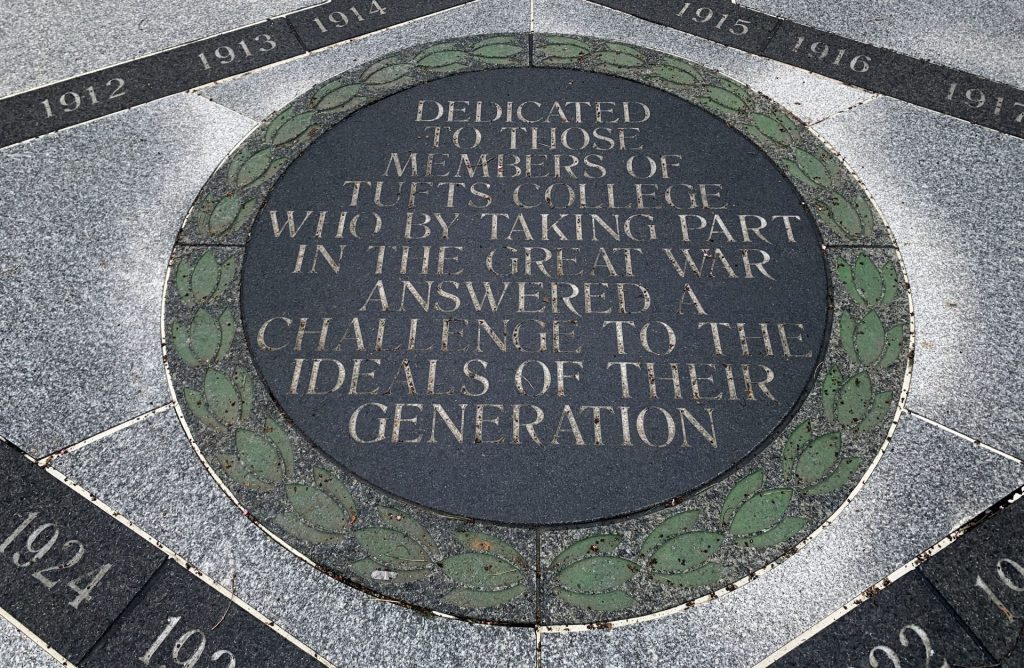 1912 1913 1914
1915 1916 1917
DEDICATED
TO THOSE
MEMBERS OF
TUFTS COLLEGE
WHO BY TAKING PART
IN THE GREAT WAR
ANSWERED A
CHALLENGE TO THE
IDEALS OF THEIR
GENERATION
1924